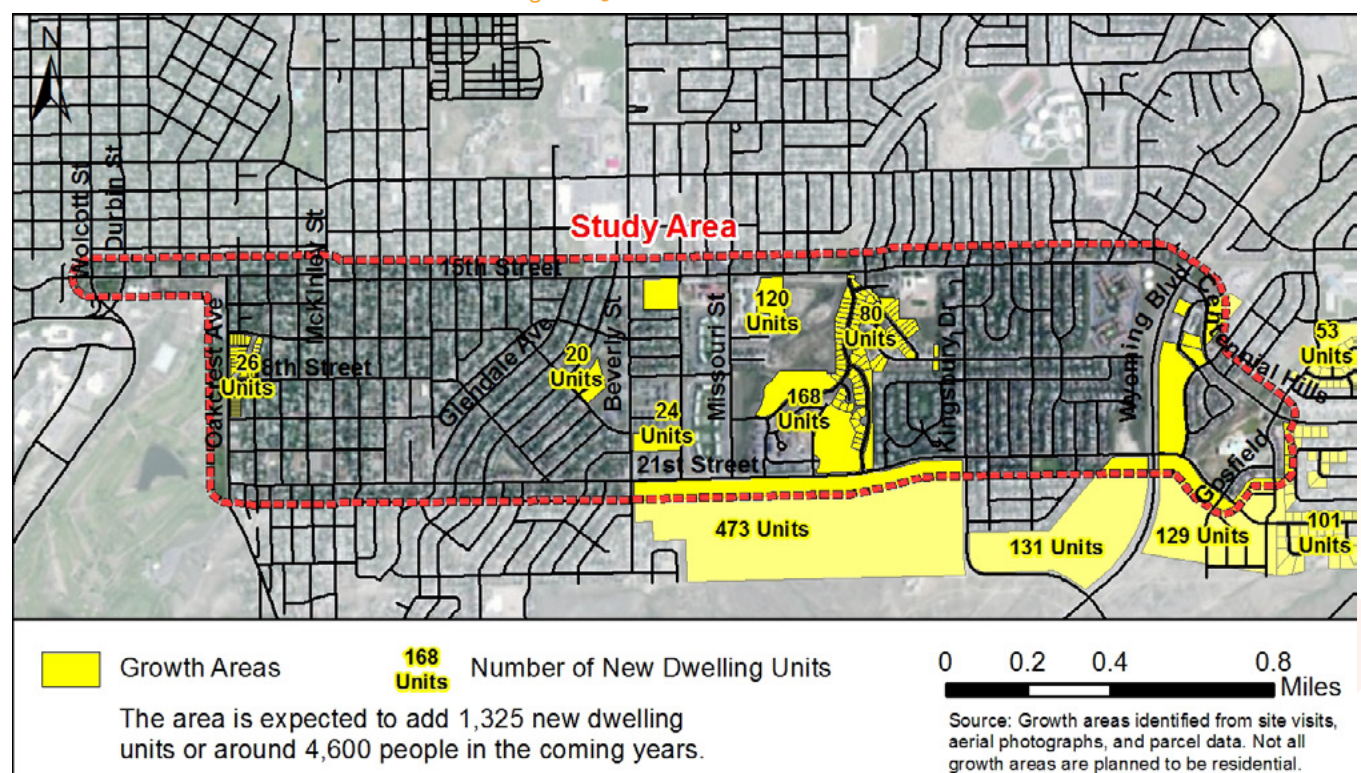 N
Study Area
Wolcott St
Durbin St
McKinley St
15th Street
Oakcrest Ave
26
Units
8th Street
Glendale Ave
20
Units
Beverly St
24
Units
Missouri St
21st Street
120
Units
80
Units
168
Units
Kingsbury Dr
Wyoming Blvd
Centennial Hills
Gosfield
53
Units
473 Units
131 Units
129 Units
101
Units
Growth Areas
168
Units
Number of New Dwelling Units
The area is expected to add 1,325 new dwelling
units or around 4,600 people in the coming years.
0 0.2 0.4 0.8
Miles
Source: Growth areas identified from site visits,
aerial photographs, and parcel data. Not all
growth areas are planned to be residential.